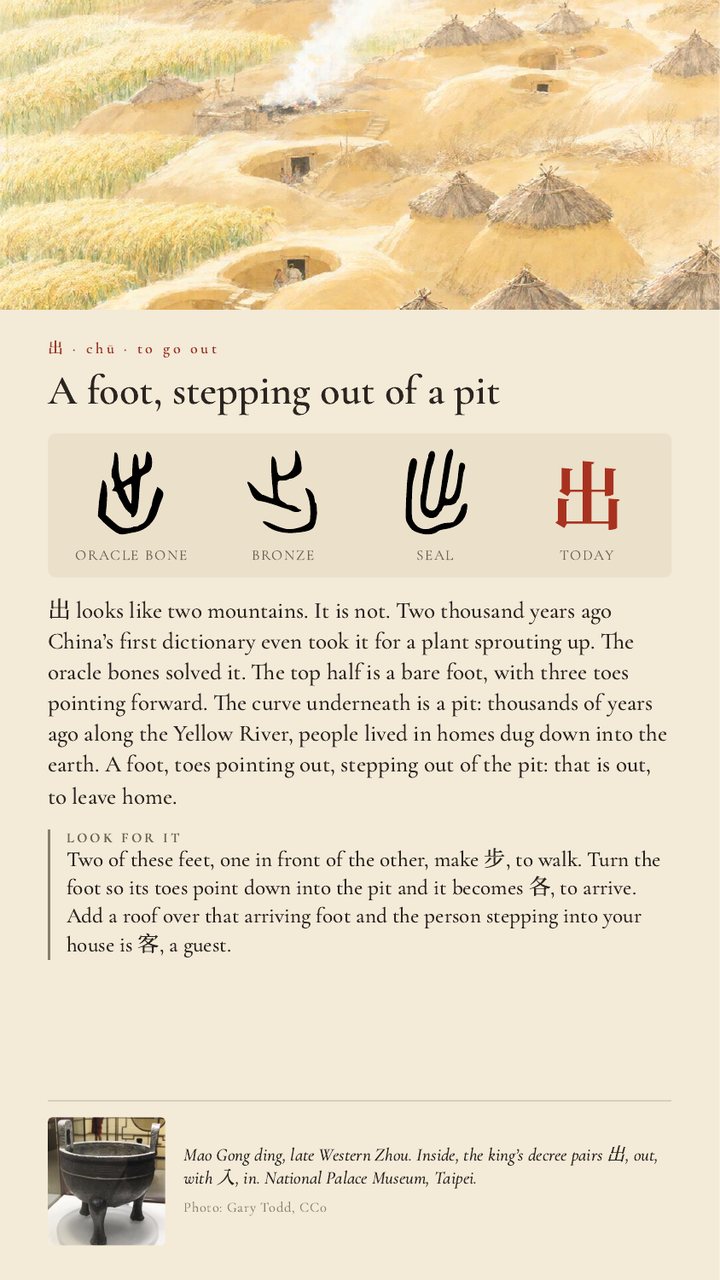 出 · chū · to go out
A foot, stepping out of a pit
ORACLE BONE
BRONZE
SEAL
出
TODAY
出 looks like two mountains. It is not. Two thousand years ago
China’s first dictionary even took it for a plant sprouting up. The
oracle bones solved it. The top half is a bare foot, with three toes
pointing forward. The curve underneath is a pit: thousands of years
ago along the Yellow River, people lived in homes dug down into the
earth. A foot, toes pointing out, stepping out of the pit: that is out,
to leave home.
LOOK FOR IT
Two of these feet, one in front of the other, make 步, to walk. Turn the
foot so its toes point down into the pit and it becomes 各, to arrive.
Add a roof over that arriving foot and the person stepping into your
house is 客, a guest.
Mao Gong ding, late Western Zhou. Inside, the king’s decree pairs 出, out,
with 入, in. National Palace Museum, Taipei.
Photo: Gary Todd, CC0